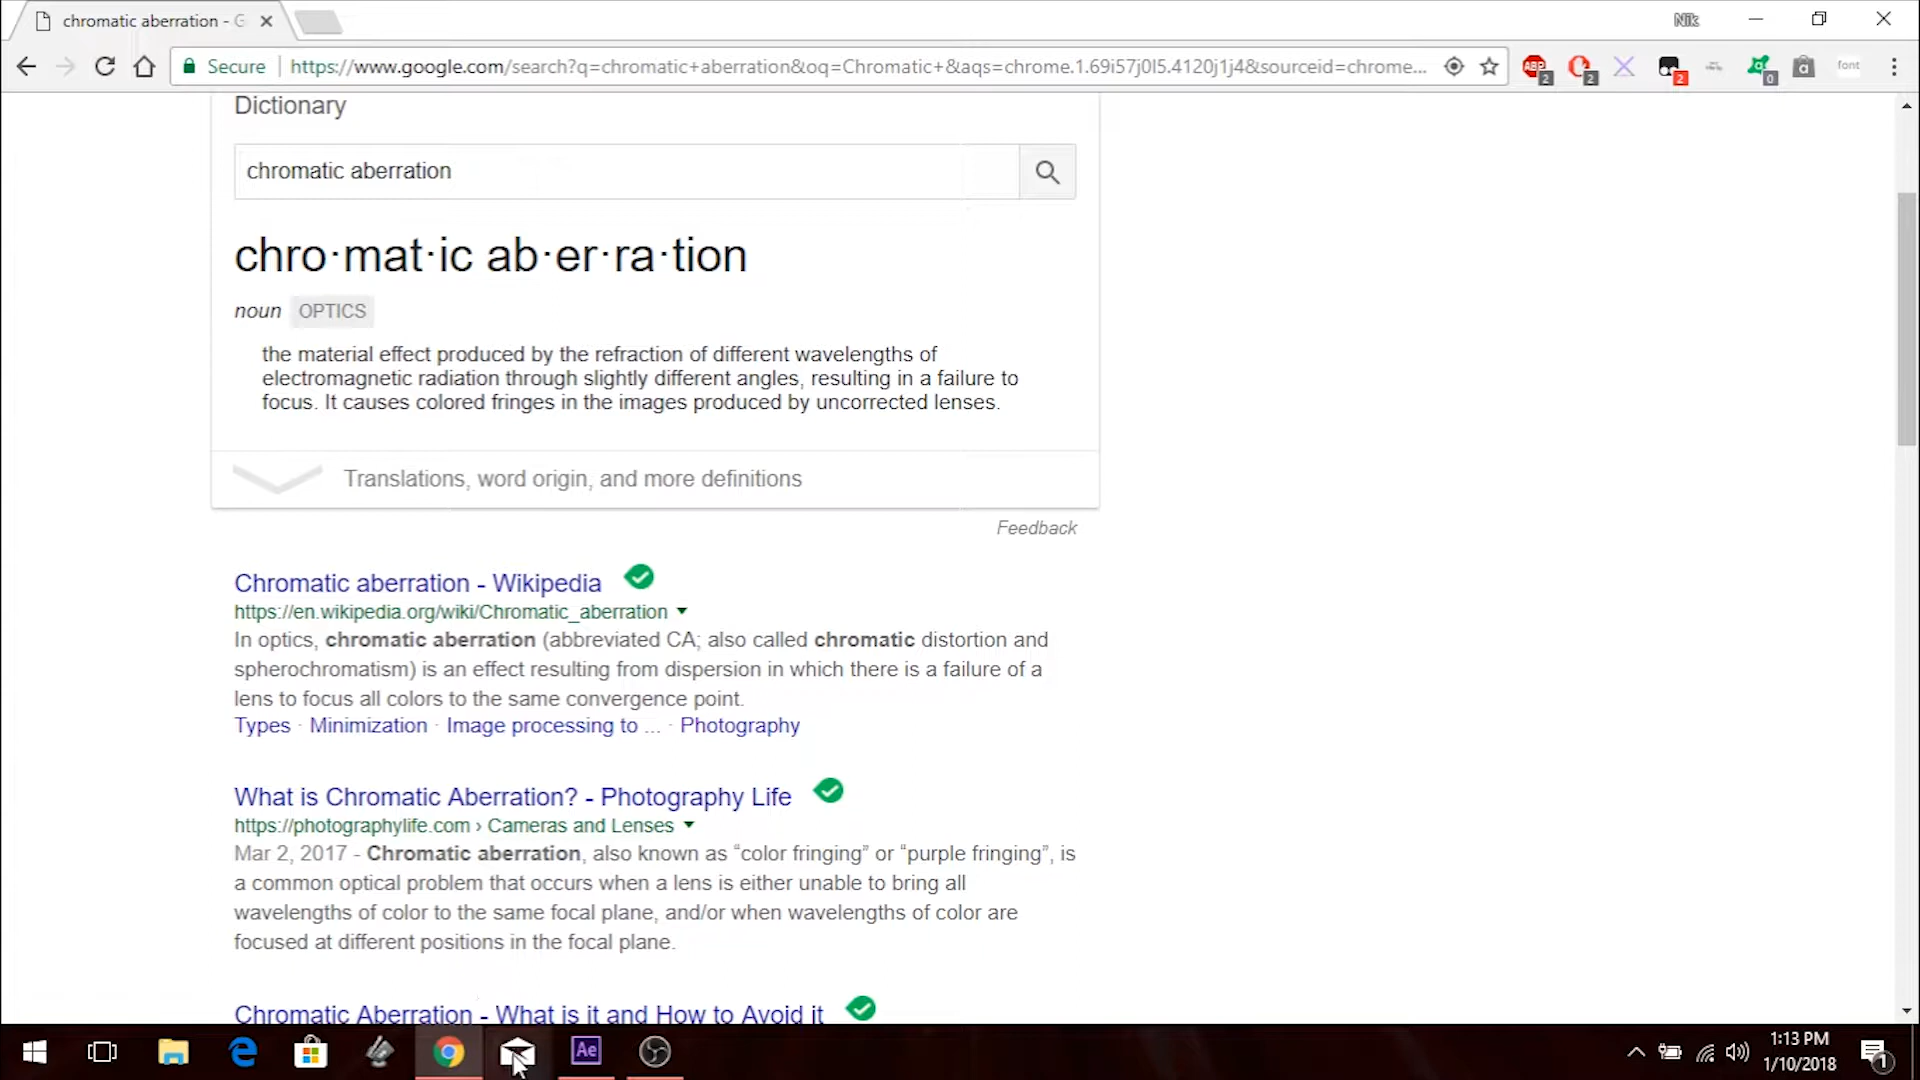 chromatic aberration - G
Nik
Secure https://www.google.com/search?q=chromatic+aberration&oq=Chromatic+&aqs=chrome.1.69i57j0l5.4120j1j4&sourceid=chrome...
ABP 2 2 2 0 a font
Dictionary
chromatic aberration
chro·mat·ic ab·er·ra·tion
noun OPTICS
the material effect produced by the refraction of different wavelengths of
electromagnetic radiation through slightly different angles, resulting in a failure to
focus. It causes colored fringes in the images produced by uncorrected lenses.
Translations, word origin, and more definitions
Feedback
Chromatic aberration - Wikipedia
https://en.wikipedia.org/wiki/Chromatic_aberration
In optics, chromatic aberration (abbreviated CA; also called chromatic distortion and
spherochromatism) is an effect resulting from dispersion in which there is a failure of a
lens to focus all colors to the same convergence point.
Types · Minimization · Image processing to ... · Photography
What is Chromatic Aberration? - Photography Life
https://photographylife.com › Cameras and Lenses
Mar 2, 2017 - Chromatic aberration, also known as “color fringing” or “purple fringing”, is
a common optical problem that occurs when a lens is either unable to bring all
wavelengths of color to the same focal plane, and/or when wavelengths of color are
focused at different positions in the focal plane.
Chromatic Aberration - What is it and How to Avoid it
Ae
1:13 PM
1/10/2018
1